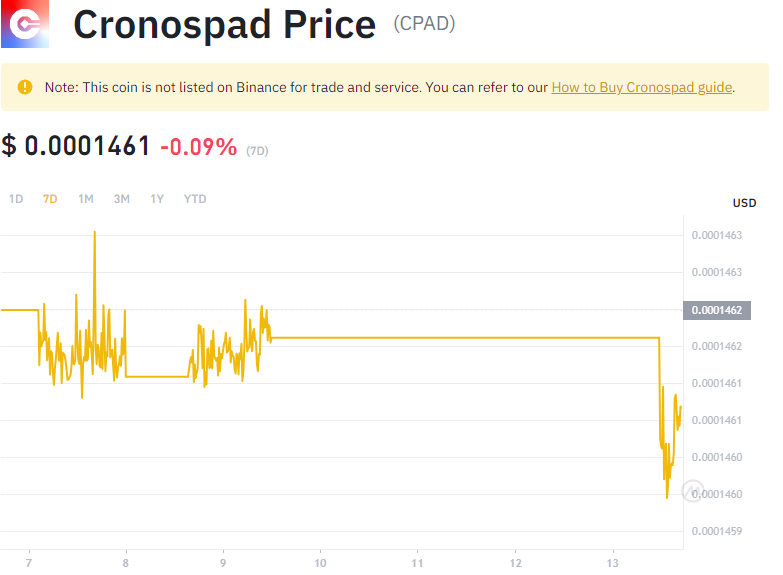 Cronospad Price (CPAD)
Note: This coin is not listed on Binance for trade and service. You can refer to our How to Buy Cronospad guide.
$ 0.0001461 -0.09% (7D)
1D 7D 1M 3M 1Y YTD
USD
0.0001463
0.0001463
0.0001462
0.0001462
0.0001461
0.0001461
0.0001460
0.0001460
0.0001459
7 8 9 10 11 12 13